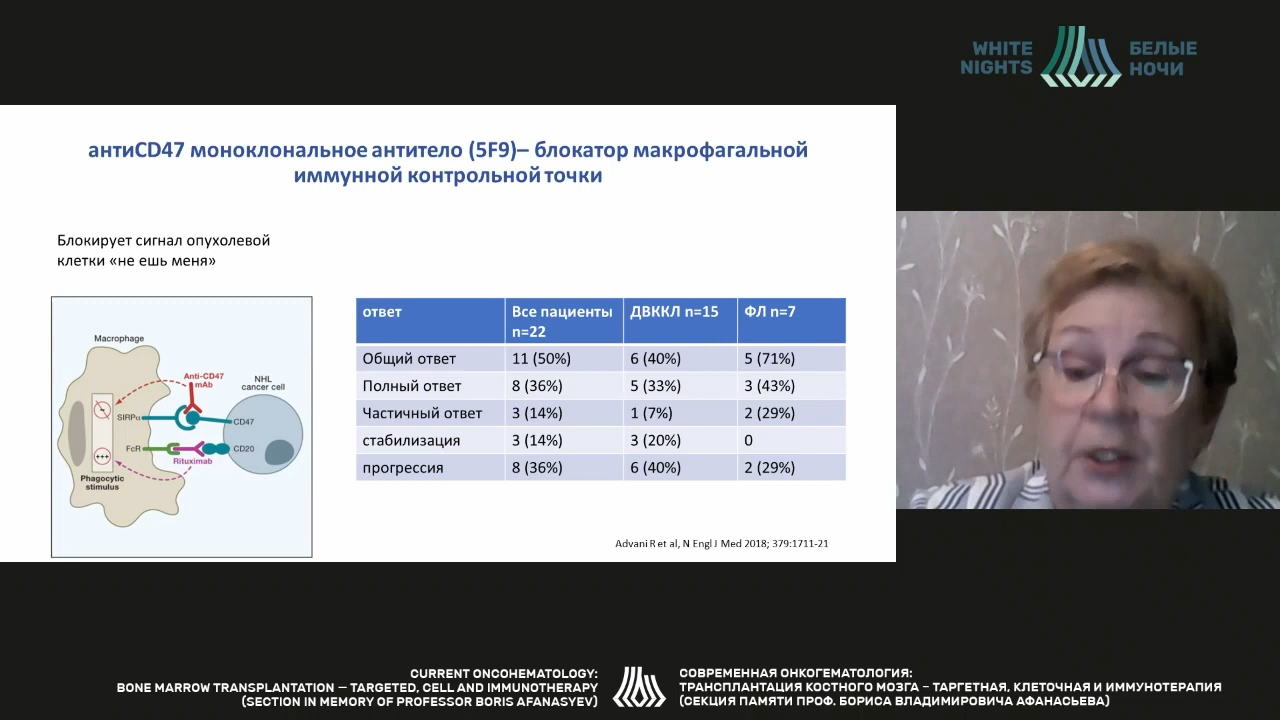 WHITE
NIGHTS
БЕЛЫЕ
НОЧИ
антиCD47 моноклональное антитело (5F9)– блокатор макрофагальной
иммунной контрольной точки
Блокирует сигнал опухолевой
клетки «не ешь меня»
Macrophage
Anti-CD47
mAb
NHL
cancer cell
SIRPα
CD47
FcR
CD20
+++
Rituximab
Phagocytic
stimulus
ответ Все пациенты n=22 ДВККЛ n=15 ФЛ n=7
Общий ответ 11 (50%) 6 (40%) 5 (71%)
Полный ответ 8 (36%) 5 (33%) 3 (43%)
Частичный ответ 3 (14%) 1 (7%) 2 (29%)
стабилизация 3 (14%) 3 (20%) 0
прогрессия 8 (36%) 6 (40%) 2 (29%)
Advani R et al, N Engl J Med 2018; 379:1711-21
CURRENT ONCOHEMATOLOGY:
BONE MARROW TRANSPLANTATION – TARGETED, CELL AND IMMUNOTHERAPY
(SECTION IN MEMORY OF PROFESSOR BORIS AFANASYEV)
СОВРЕМЕННАЯ ОНКОГЕМАТОЛОГИЯ:
ТРАНСПЛАНТАЦИЯ КОСТНОГО МОЗГА – ТАРГЕТНАЯ, КЛЕТОЧНАЯ И ИММУНОТЕРАПИЯ
(СЕКЦИЯ ПАМЯТИ ПРОФ. БОРИСА ВЛАДИМИРОВИЧА АФАНАСЬЕВА)